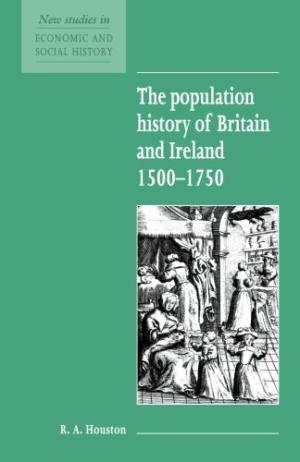 New studies in
ECONOMIC AND
SOCIAL HISTORY
The population
history of Britain
and Ireland
1500–1750
R. A. Houston